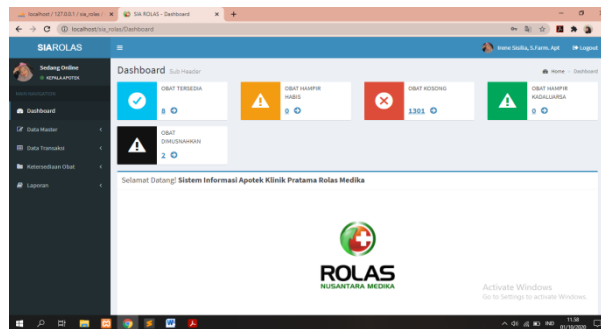 localhost / 127.0.0.1 / sia_rolas /
SIA ROLAS - Dashboard
localhost/sia_rolas/Dashboard
SIAROLAS
Irene Stollia, S.Farm. Apt
Logout
Sedang Online
KEPALA APOTEK
MAIN NAVIGATION
Dashboard
Data Master
Data Transaksi
Ketersediaan Obat
Laporan
Dashboard Sub Header
Home > Dashboard
OBAT TERSEDIA
8
OBAT HAMPIR
HABIS
0
OBAT KOSONG
1301
OBAT HAMPIR
KADALUARSA
0
OBAT
DIMUSNAHKAN
2
Selamat Datang! Sistem Informasi Apotek Klinik Pratama Rolas Medika
ROLAS
NUSANTARA MEDIKA
Activate Windows
Go to Settings to activate Windows.
IND
11.58
01/10/2020